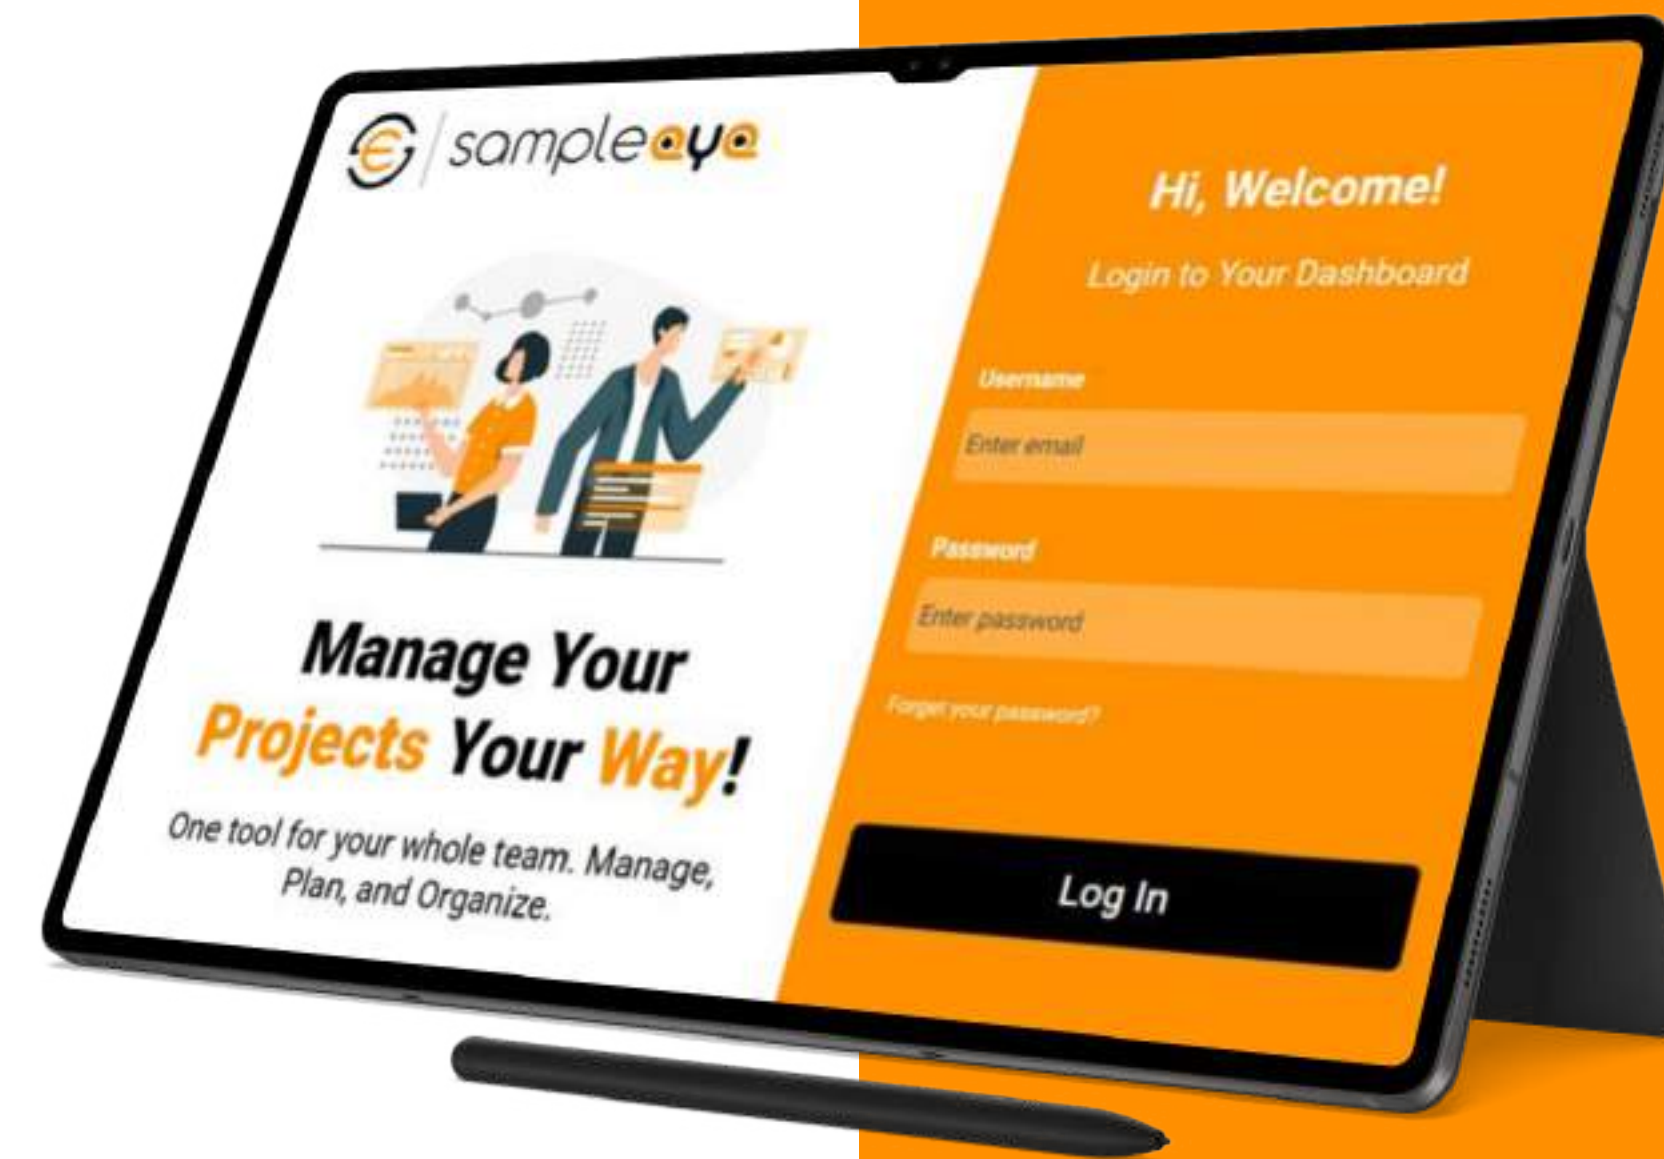 sampleeye
Manage Your
Projects Your Way!
One tool for your whole team. Manage,
Plan, and Organize.
Hi, Welcome!
Login to Your Dashboard
Username
Enter email
Password
Enter password
Forget your password?
Log In